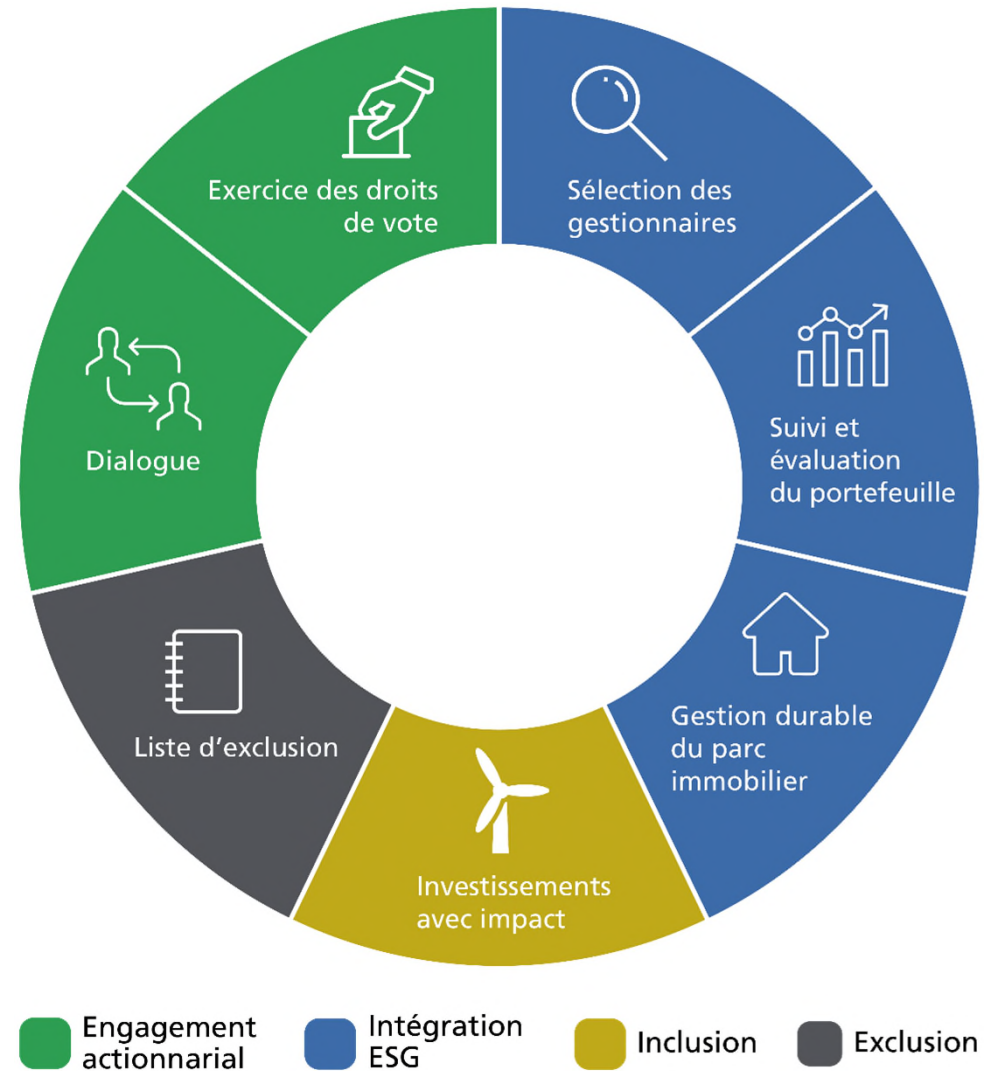 Exercice des droits
de vote
Sélection des
gestionnaires
Suivi et
évaluation
du portefeuille
Dialogue
Gestion durable
du parc
immobilier
Liste d’exclusion
Investissements
avec impact
Engagement
actionnarial
Intégration
ESG
Inclusion
Exclusion